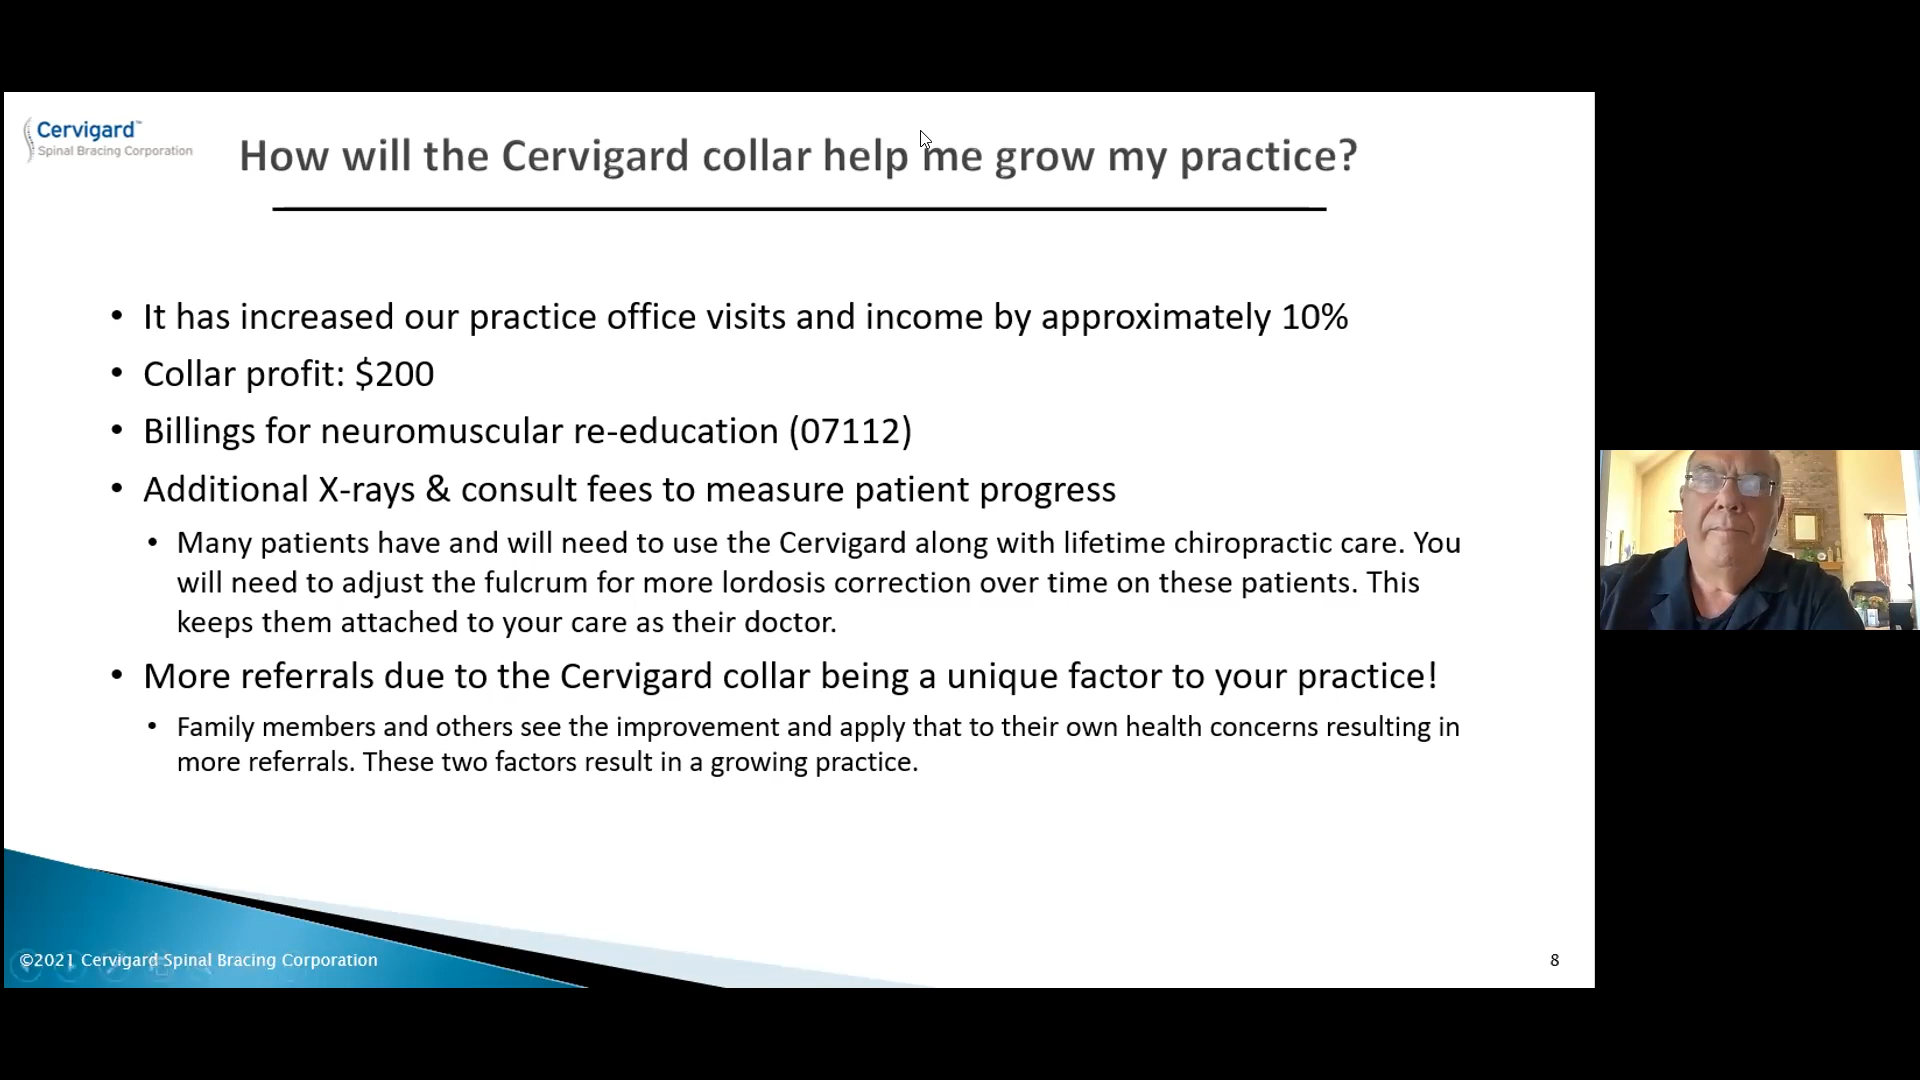 Cervigard™
Spinal Bracing Corporation
How will the Cervigard collar help me grow my practice?
• It has increased our practice office visits and income by approximately 10%
• Collar profit: $200
• Billings for neuromuscular re-education (07112)
• Additional X-rays & consult fees to measure patient progress
• Many patients have and will need to use the Cervigard along with lifetime chiropractic care. You
will need to adjust the fulcrum for more lordosis correction over time on these patients. This
keeps them attached to your care as their doctor.
• More referrals due to the Cervigard collar being a unique factor to your practice!
• Family members and others see the improvement and apply that to their own health concerns resulting in
more referrals. These two factors result in a growing practice.
©2021 Cervigard Spinal Bracing Corporation
8